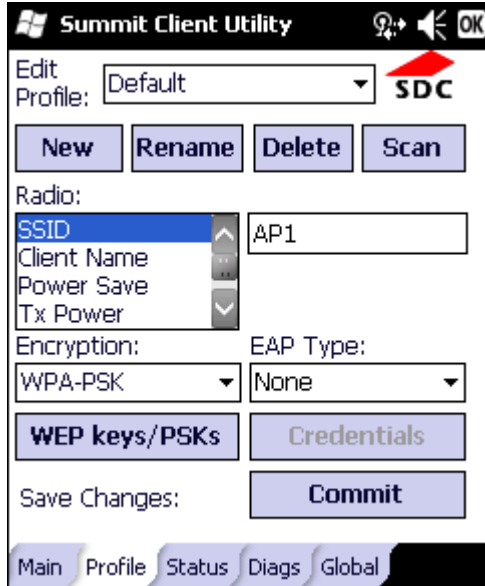 Summit Client Utility OK
Edit
Profile: Default
SDC
New Rename Delete Scan
Radio:
SSID AP1
Client Name
Power Save
Tx Power
Encryption: EAP Type:
WPA-PSK None
WEP keys/PSKs Credentials
Save Changes: Commit
Main Profile Status Diags Global